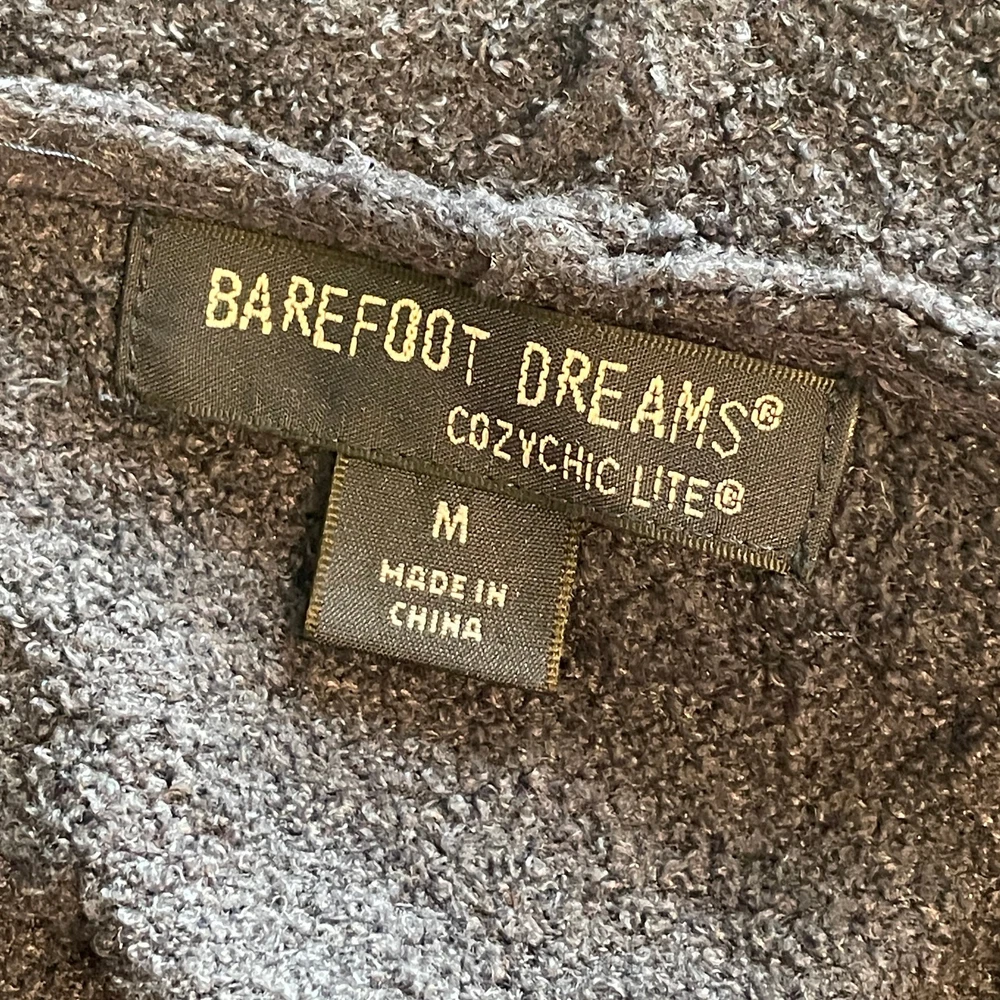 BAREFOOT DREAMS®
COZYCHIC LITE®
M
MADE IN
CHINA